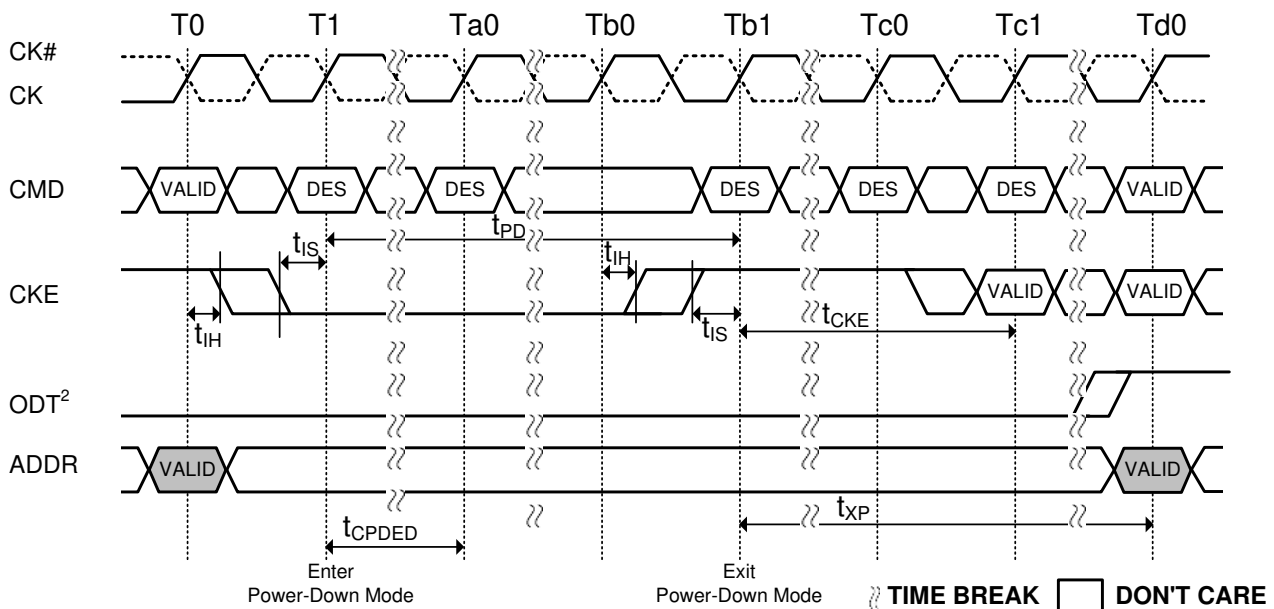 T0 T1 Ta0 Tb0 Tb1 Tc0 Tc1 Td0
CK#
CK
CMD VALID DES DES DES DES DES VALID
tPD
tIS tIH
CKE VALID VALID
tIH tIS tCKE
ODT2
ADDR VALID VALID
tCPDED tXP
Enter
Power-Down Mode
Exit
Power-Down Mode
TIME BREAK DON'T CARE